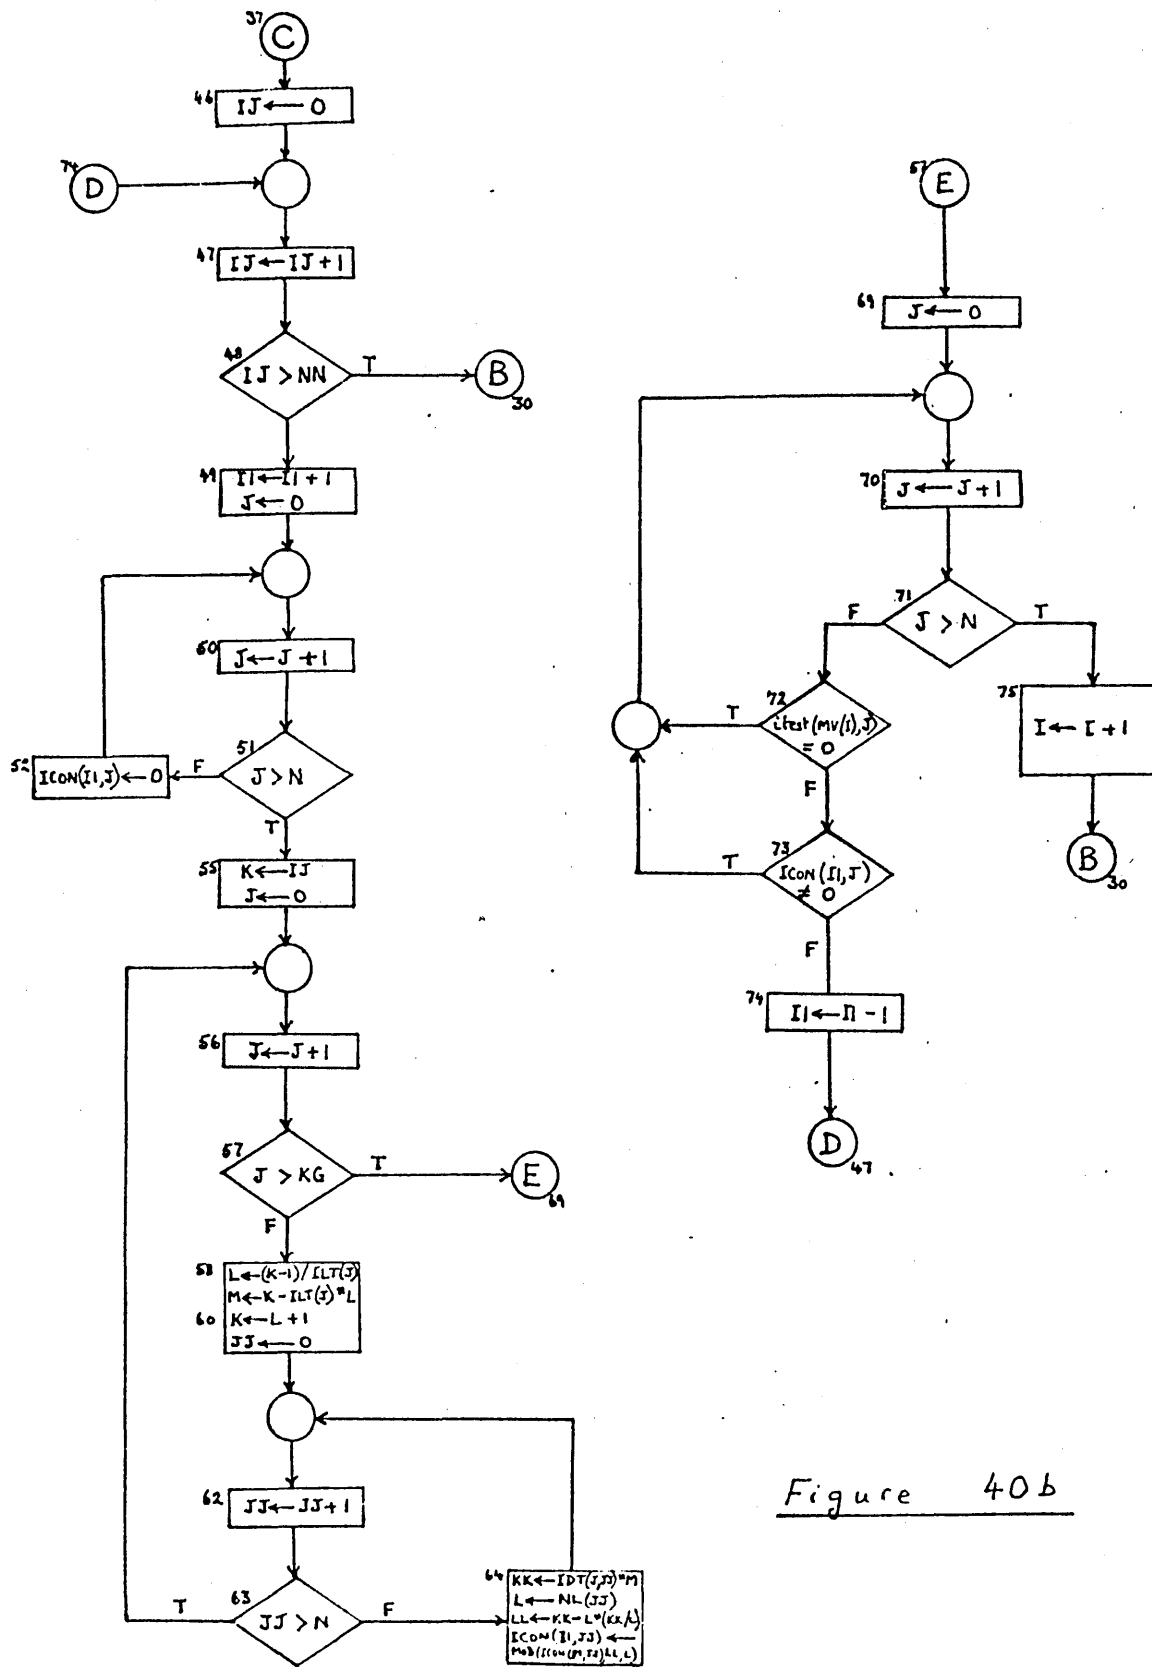 37
C
46
IJ ← 0
74
D
47
IJ ← IJ + 1
48
IJ > NN
T
B
30
49
I1 ← I1 + 1
J ← 0
50
J ← J + 1
51
J > N
F
52
ICON(I1,J) ← 0
T
55
K ← IJ
J ← 0
56
J ← J + 1
57
J > KG
T
E
69
F
58
L ← (K-1)/ILT(J)
M ← K - ILT(J)*L
60
K ← L + 1
JJ ← 0
62
JJ ← JJ + 1
63
JJ > N
T
F
64
KK ← IDT(J,JJ)*M
L ← NL(JJ)
LL ← KK - L*(KK/L)
ICON(I1,JJ) ←
MOD(ICON( ,JJ) LL, L)
57
E
69
J ← 0
70
J ← J + 1
71
J > N
F
T
72
itest(MV(I),J)
= 0
T
F
73
ICON(I1,J)
≠ 0
T
F
74
I1 ← I1 - 1
D
47
75
I ← I + 1
B
30
Figure 40b